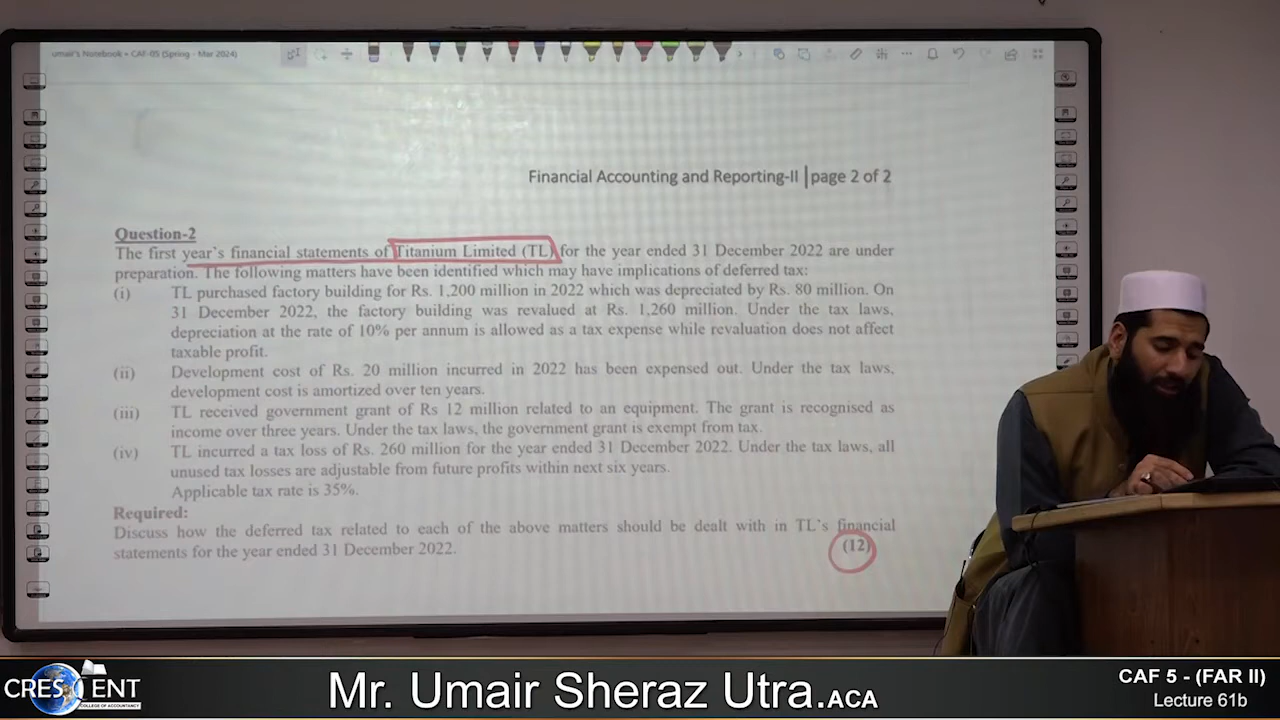 umair's Notebook • CAF-05 (Spring - Mar 2024)
Financial Accounting and Reporting-II | page 2 of 2
Question-2
The first year's financial statements of Titanium Limited (TL) for the year ended 31 December 2022 are under
preparation. The following matters have been identified which may have implications of deferred tax:
(i) TL purchased factory building for Rs. 1,200 million in 2022 which was depreciated by Rs. 80 million. On
31 December 2022, the factory building was revalued at Rs. 1,260 million. Under the tax laws,
depreciation at the rate of 10% per annum is allowed as a tax expense while revaluation does not affect
taxable profit.
(ii) Development cost of Rs. 20 million incurred in 2022 has been expensed out. Under the tax laws,
development cost is amortized over ten years.
(iii) TL received government grant of Rs 12 million related to an equipment. The grant is recognised as
income over three years. Under the tax laws, the government grant is exempt from tax.
(iv) TL incurred a tax loss of Rs. 260 million for the year ended 31 December 2022. Under the tax laws, all
unused tax losses are adjustable from future profits within next six years.
Applicable tax rate is 35%.
Required:
Discuss how the deferred tax related to each of the above matters should be dealt with in TL's financial
statements for the year ended 31 December 2022.
(12)
CRESCENT
COLLEGE OF ACCOUNTANCY
Mr. Umair Sheraz Utra.ACA
CAF 5 - (FAR II)
Lecture 61b